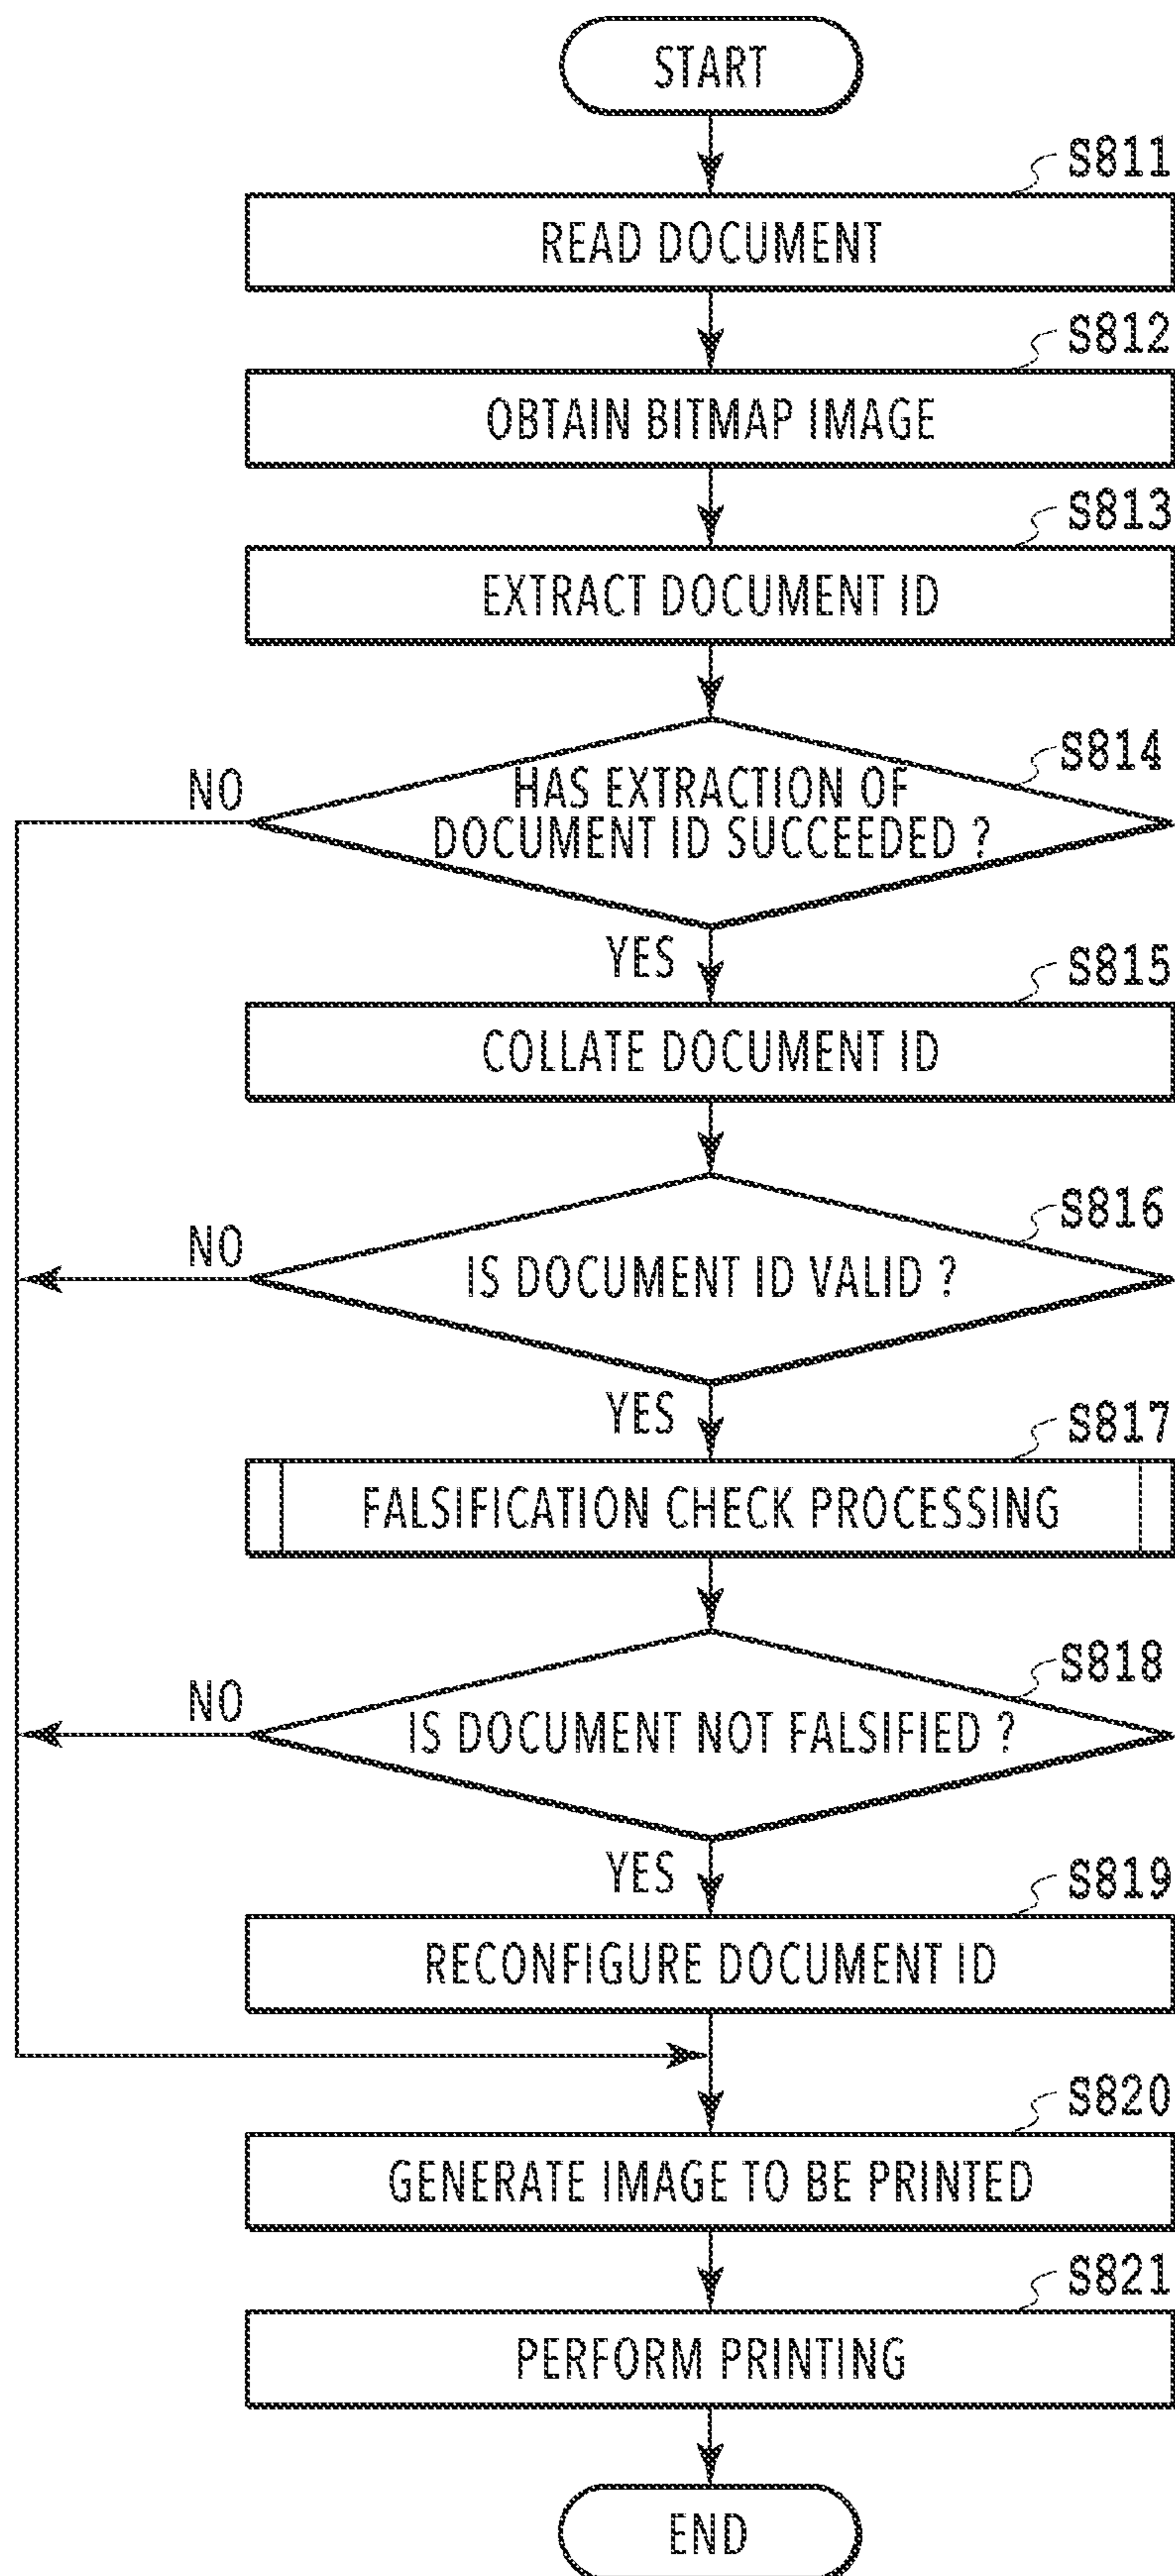 START
S811
READ DOCUMENT
S812
OBTAIN BITMAP IMAGE
S813
EXTRACT DOCUMENT ID
S814
NO
HAS EXTRACTION OF
DOCUMENT ID SUCCEEDED ?
YES
S815
COLLATE DOCUMENT ID
S816
NO
IS DOCUMENT ID VALID ?
YES
S817
FALSIFICATION CHECK PROCESSING
S818
NO
IS DOCUMENT NOT FALSIFIED ?
YES
S819
RECONFIGURE DOCUMENT ID
S820
GENERATE IMAGE TO BE PRINTED
S821
PERFORM PRINTING
END